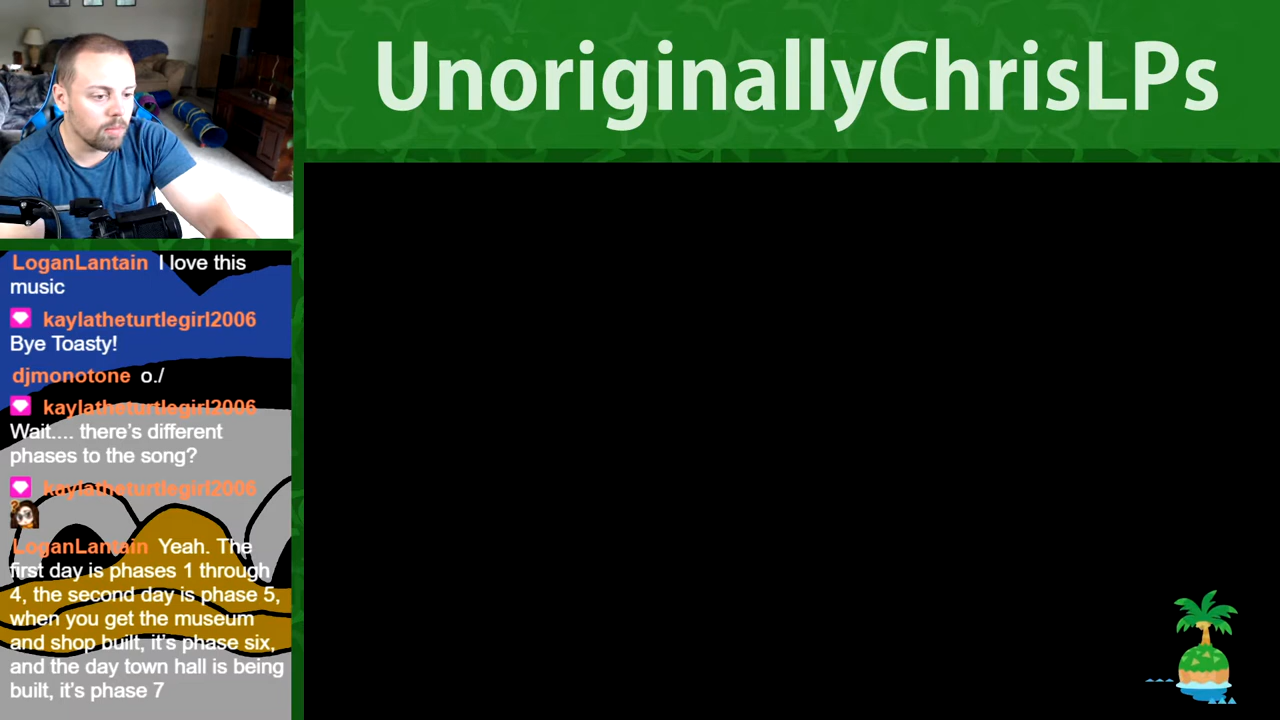 UnoriginallyChrisLPs
LoganLantain I love this
music
kaylatheturtlegirl2006
Bye Toasty!
djmonotone o./
kaylatheturtlegirl2006
Wait.... there's different
phases to the song?
kaylatheturtlegirl2006
LoganLantain Yeah. The
first day is phases 1 through
4, the second day is phase 5,
when you get the museum
and shop built, it's phase six,
and the day town hall is being
built, it's phase 7